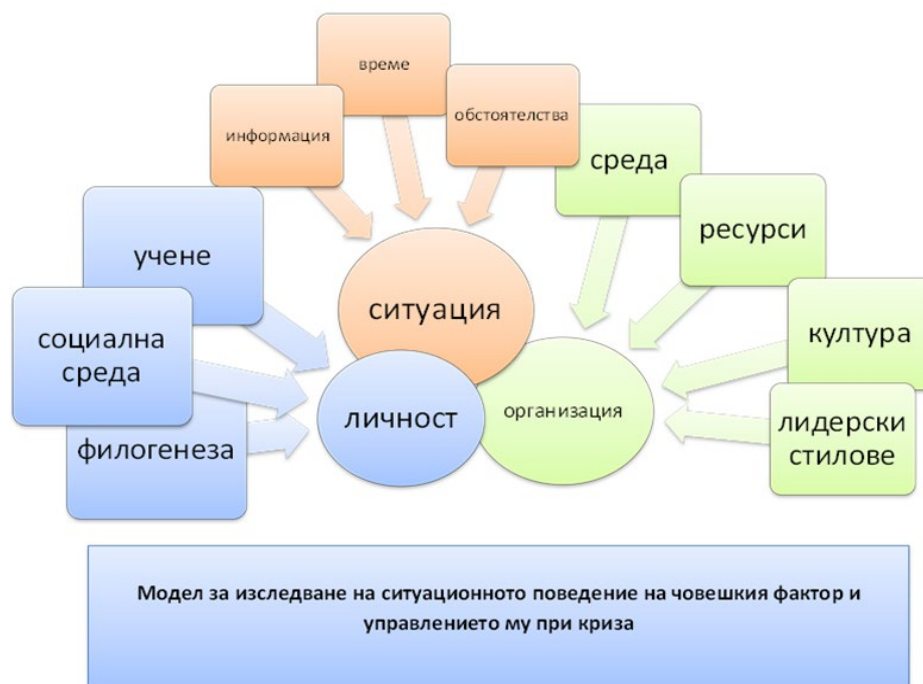 време
информация
обстоятелства
среда
ресурси
учене
ситуация
социална
среда
култура
личност
организация
лидерски
стилове
филогенеза
Модел за изследване на ситуационното поведение на човешкия фактор и
управлението му при криза